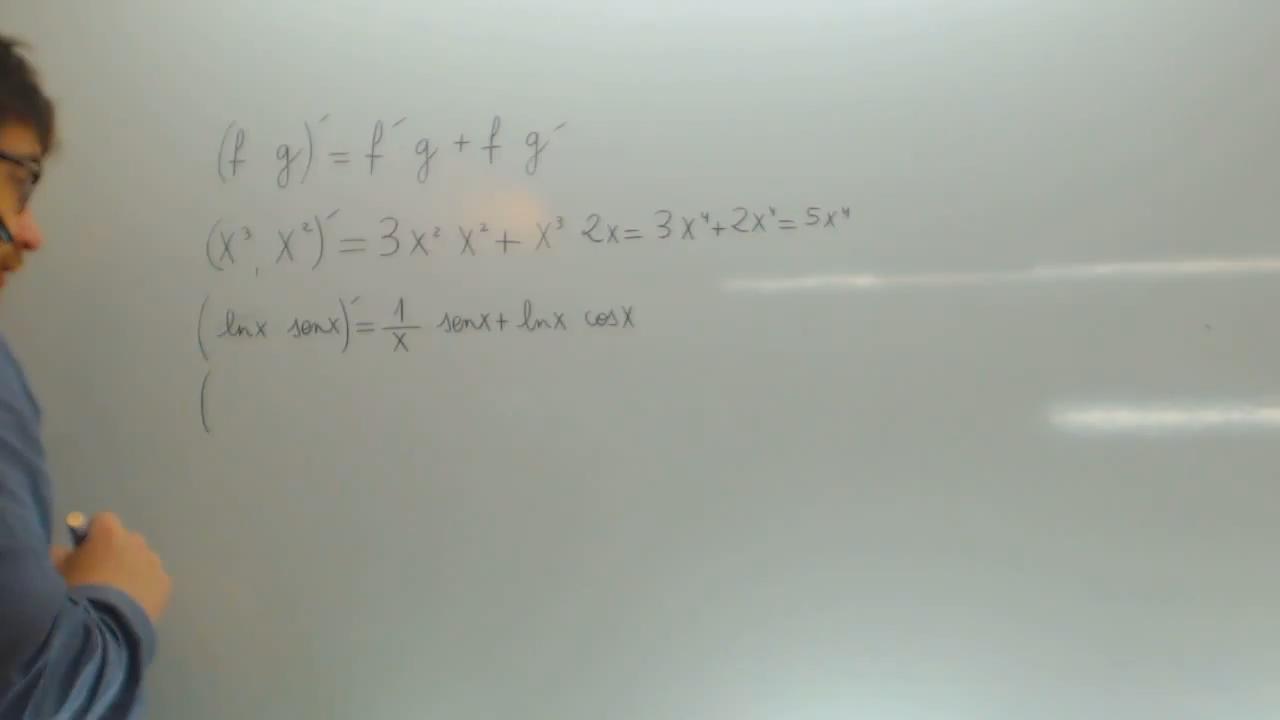 (f g)´ = f´ g + f g´
(x³, x²)´ = 3x² x² + x³ 2x = 3x⁴ + 2x⁴ = 5x⁴
(lnx senx)´ = 1/x senx + lnx cosx
(